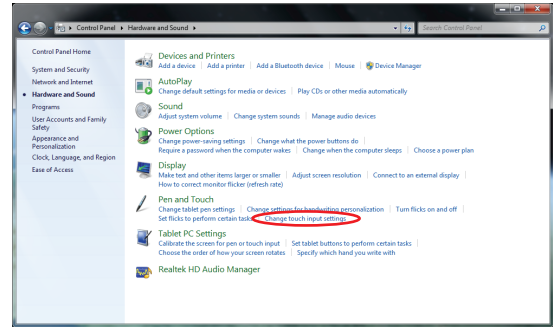 Control Panel ▸ Hardware and Sound ▸
Search Control Panel
Control Panel Home
System and Security
Network and Internet
Hardware and Sound
Programs
User Accounts and Family
Safety
Appearance and
Personalization
Clock, Language, and Region
Ease of Access
Devices and Printers
Add a device | Add a printer | Add a Bluetooth device | Mouse | Device Manager
AutoPlay
Change default settings for media or devices | Play CDs or other media automatically
Sound
Adjust system volume | Change system sounds | Manage audio devices
Power Options
Change power-saving settings | Change what the power buttons do |
Require a password when the computer wakes | Change when the computer sleeps | Choose a power plan
Display
Make text and other items larger or smaller | Adjust screen resolution | Connect to an external display |
How to correct monitor flicker (refresh rate)
Pen and Touch
Change tablet pen settings | Change settings for handwriting personalization | Turn flicks on and off |
Set flicks to perform certain tasks | Change touch input settings
Tablet PC Settings
Calibrate the screen for pen or touch input | Set tablet buttons to perform certain tasks |
Choose the order of how your screen rotates | Specify which hand you write with
Realtek HD Audio Manager